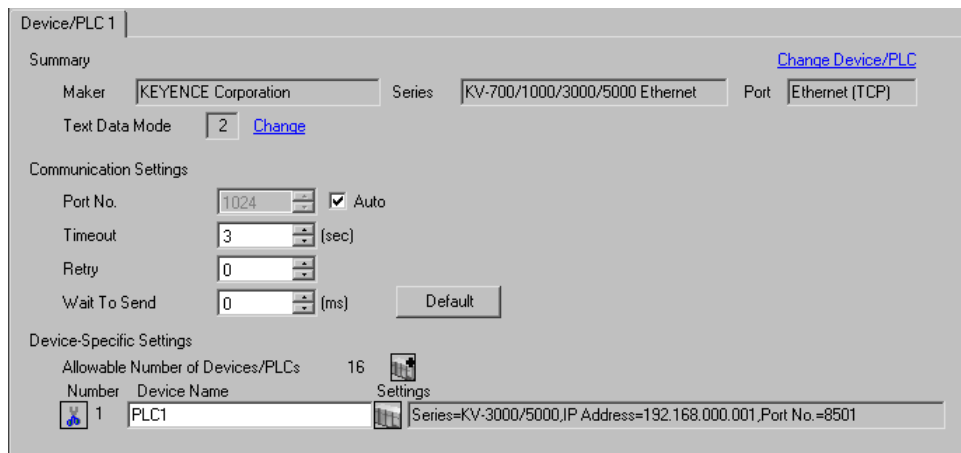 Device/PLC 1
Summary Change Device/PLC
Maker KEYENCE Corporation Series KV-700/1000/3000/5000 Ethernet Port Ethernet (TCP)
Text Data Mode 2 Change
Communication Settings
Port No. 1024 Auto
Timeout 3 (sec)
Retry 0
Wait To Send 0 (ms) Default
Device-Specific Settings
Allowable Number of Devices/PLCs 16
Number Device Name Settings
1 PLC1 Series=KV-3000/5000,IP Address=192.168.000.001,Port No.=8501